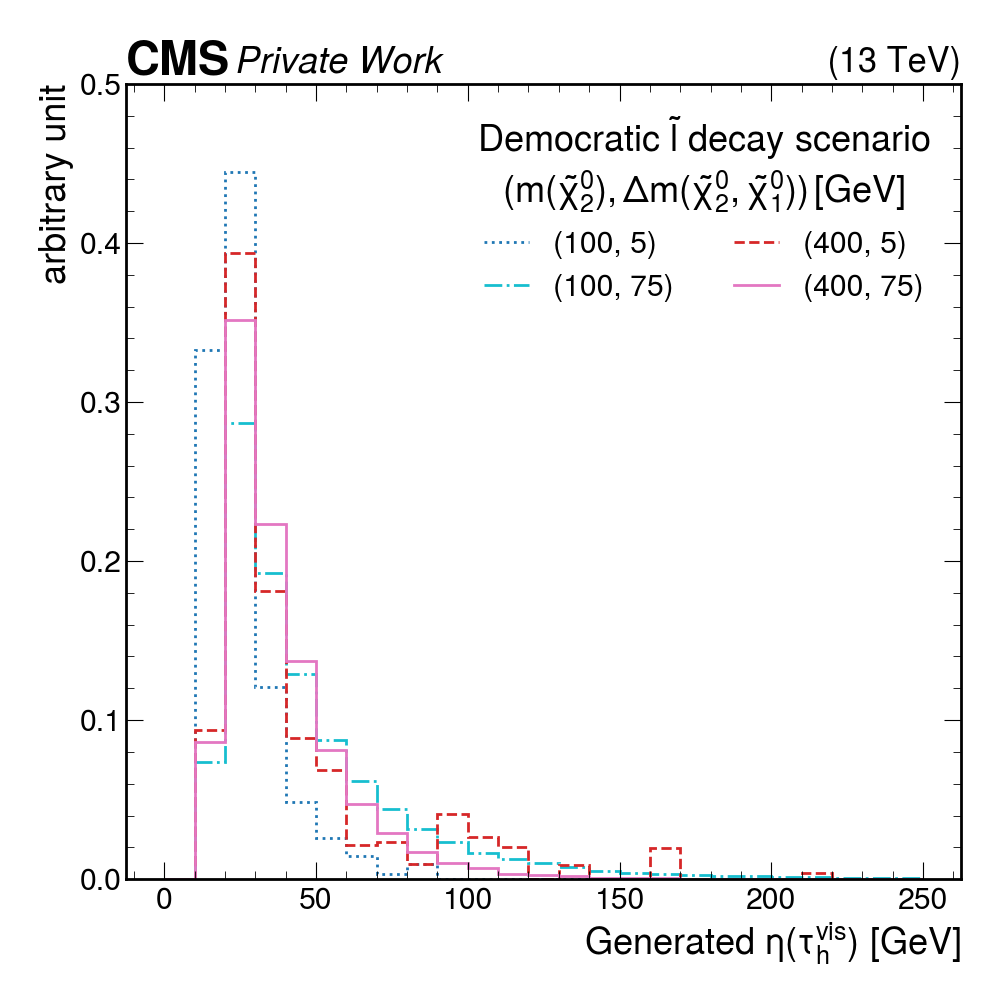 CMS Private Work (13 TeV)
arbitrary unit
0.5
0.4
0.3
0.2
0.1
0.0
Democratic l̃ decay scenario
(m(χ̃⁰₂), Δm(χ̃⁰₂, χ̃⁰₁)) [GeV]
(100, 5) (400, 5)
(100, 75) (400, 75)
0 50 100 150 200 250
Generated η(τₕᵛⁱˢ) [GeV]